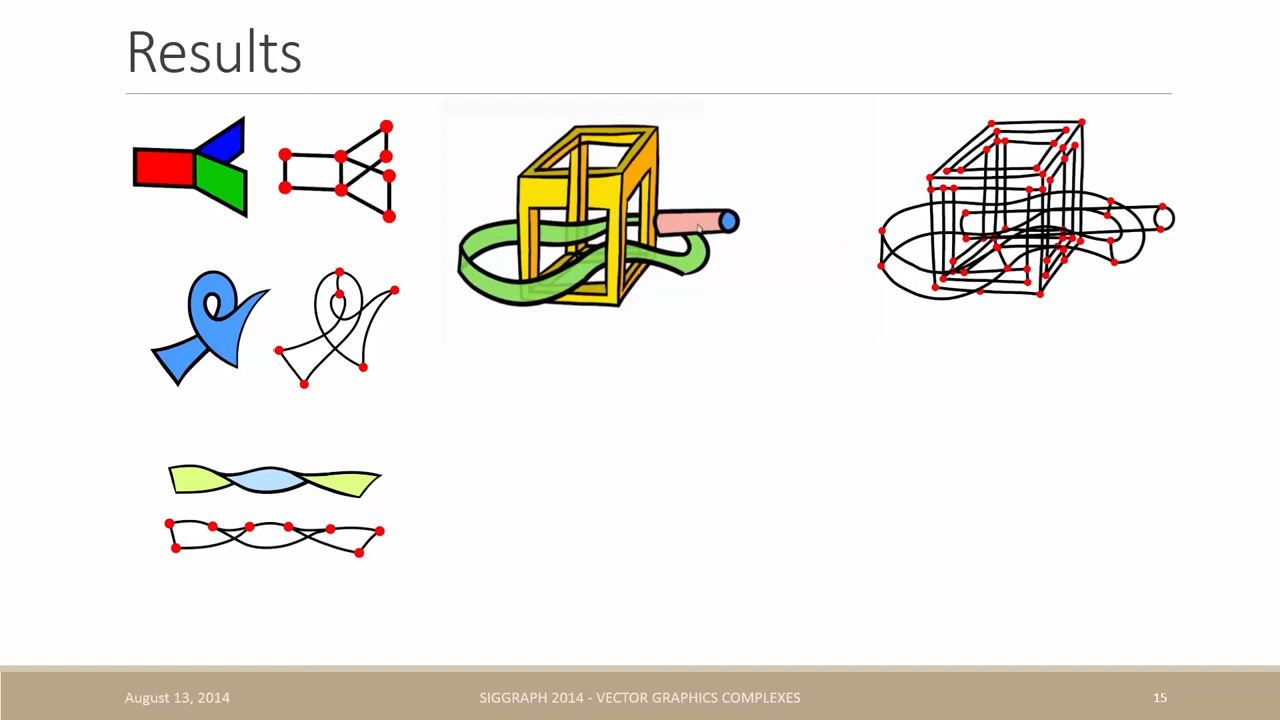 Results
August 13, 2014
SIGGRAPH 2014 - VECTOR GRAPHICS COMPLEXES
15